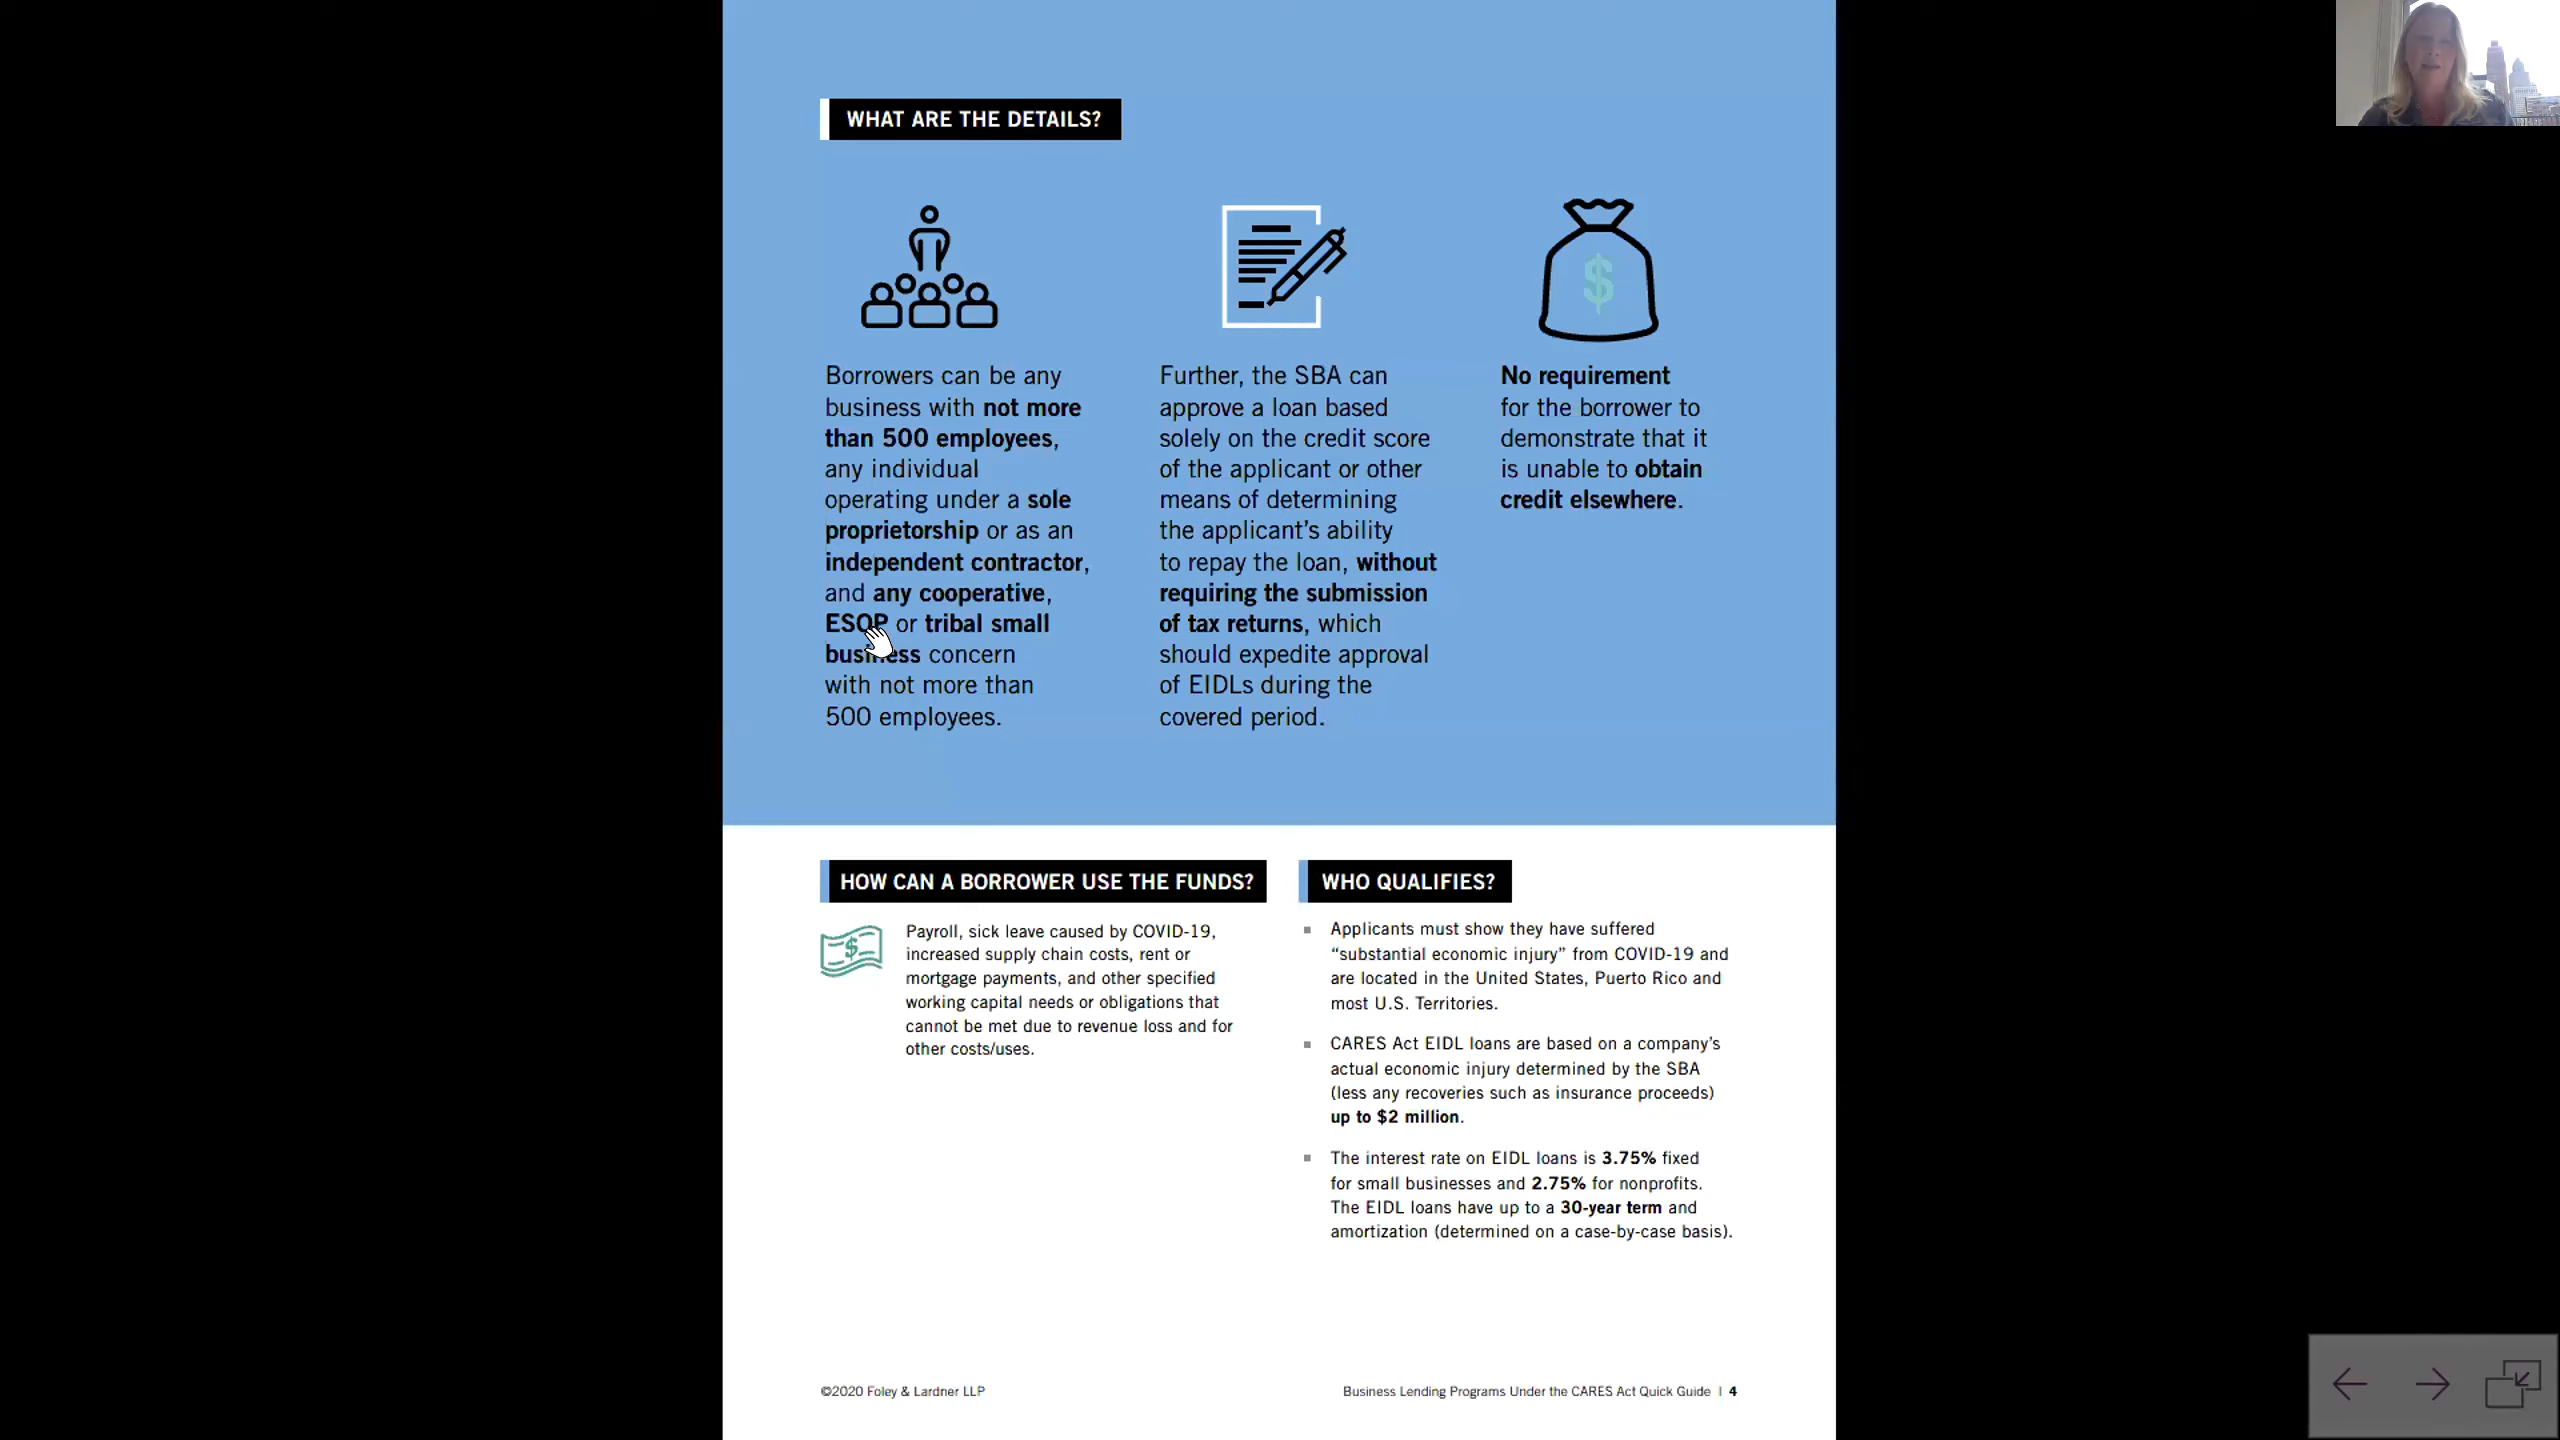 WHAT ARE THE DETAILS?
Borrowers can be any
business with not more
than 500 employees,
any individual
operating under a sole
proprietorship or as an
independent contractor,
and any cooperative,
ESOP or tribal small
business concern
with not more than
500 employees.
Further, the SBA can
approve a loan based
solely on the credit score
of the applicant or other
means of determining
the applicant's ability
to repay the loan, without
requiring the submission
of tax returns, which
should expedite approval
of EIDLs during the
covered period.
$
No requirement
for the borrower to
demonstrate that it
is unable to obtain
credit elsewhere.
HOW CAN A BORROWER USE THE FUNDS?
$
Payroll, sick leave caused by COVID-19,
increased supply chain costs, rent or
mortgage payments, and other specified
working capital needs or obligations that
cannot be met due to revenue loss and for
other costs/uses.
WHO QUALIFIES?
▪ Applicants must show they have suffered
“substantial economic injury” from COVID-19 and
are located in the United States, Puerto Rico and
most U.S. Territories.
▪ CARES Act EIDL loans are based on a company's
actual economic injury determined by the SBA
(less any recoveries such as insurance proceeds)
up to $2 million.
▪ The interest rate on EIDL loans is 3.75% fixed
for small businesses and 2.75% for nonprofits.
The EIDL loans have up to a 30-year term and
amortization (determined on a case-by-case basis).
©2020 Foley & Lardner LLP
Business Lending Programs Under the CARES Act Quick Guide | 4